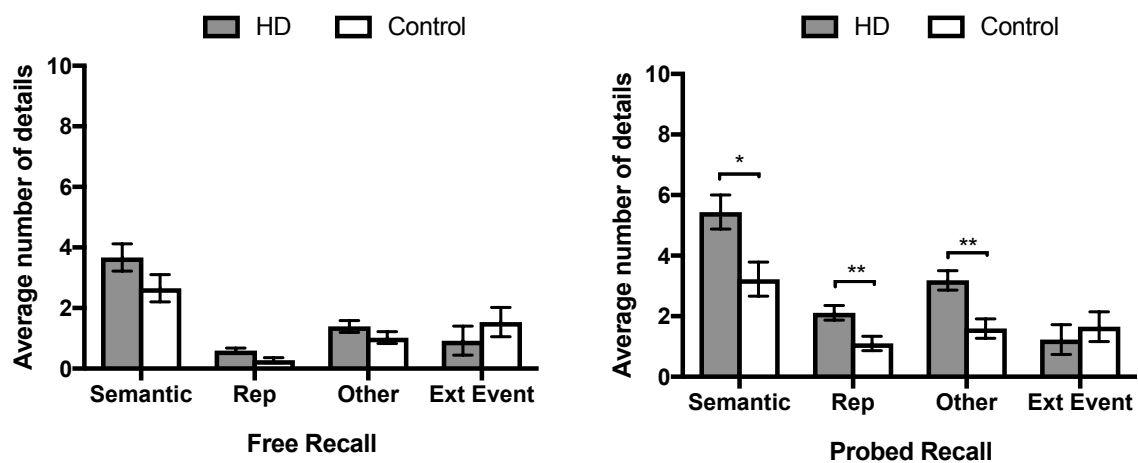 HD Control
Average number of details
10
8
6
4
2
0
Semantic Rep Other Ext Event
Free Recall
HD Control
Average number of details
10
8
6
4
2
0
*
**
**
Semantic Rep Other Ext Event
Probed Recall